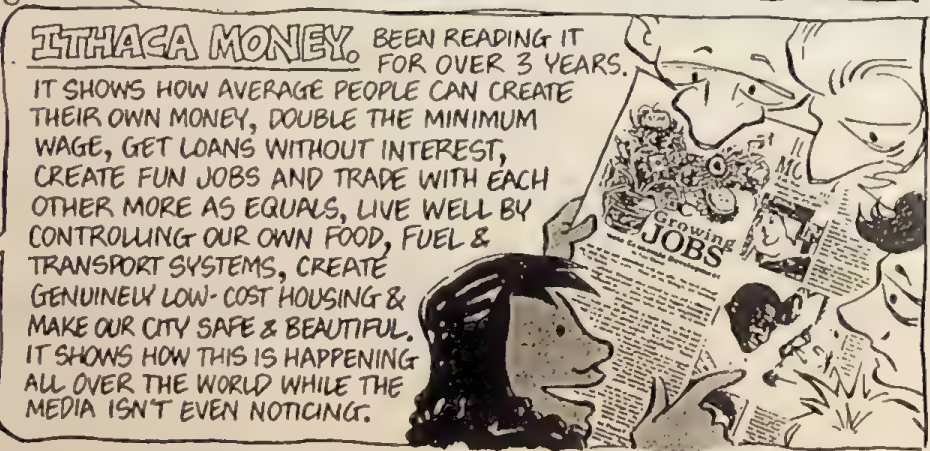 ITHACA MONEY. BEEN READING IT
FOR OVER 3 YEARS.
IT SHOWS HOW AVERAGE PEOPLE CAN CREATE
THEIR OWN MONEY, DOUBLE THE MINIMUM
WAGE, GET LOANS WITHOUT INTEREST,
CREATE FUN JOBS AND TRADE WITH EACH
OTHER MORE AS EQUALS, LIVE WELL BY
CONTROLLING OUR OWN FOOD, FUEL &
TRANSPORT SYSTEMS, CREATE
GENUINELY LOW-COST HOUSING &
MAKE OUR CITY SAFE & BEAUTIFUL.
IT SHOWS HOW THIS IS HAPPENING
ALL OVER THE WORLD WHILE THE
MEDIA ISN'T EVEN NOTICING.
Growing
JOBS